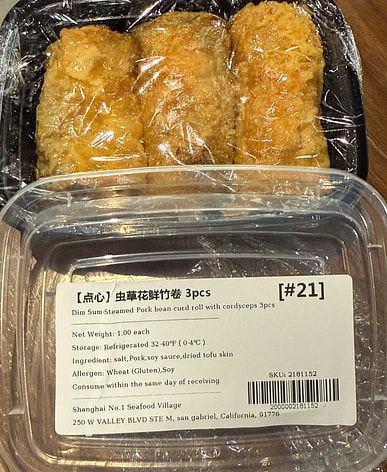 【点心】虫草花鲜竹卷 3pcs [#21]
Dim Sum-Steamed Pork bean curd roll with cordyceps 3pcs
Net Weight: 1.00 each
Storage: Refrigerated 32-40°F ( 0-4℃ )
Ingredient: salt,Pork,soy sauce,dried tofu skin
Allergen: Wheat (Gluten),Soy
SKU: 2101152
Consume within the same day of receiving
Shanghai No.1 Seafood Village
2000002101152
250 W VALLEY BLVD STE M, san gabriel, California, 91776